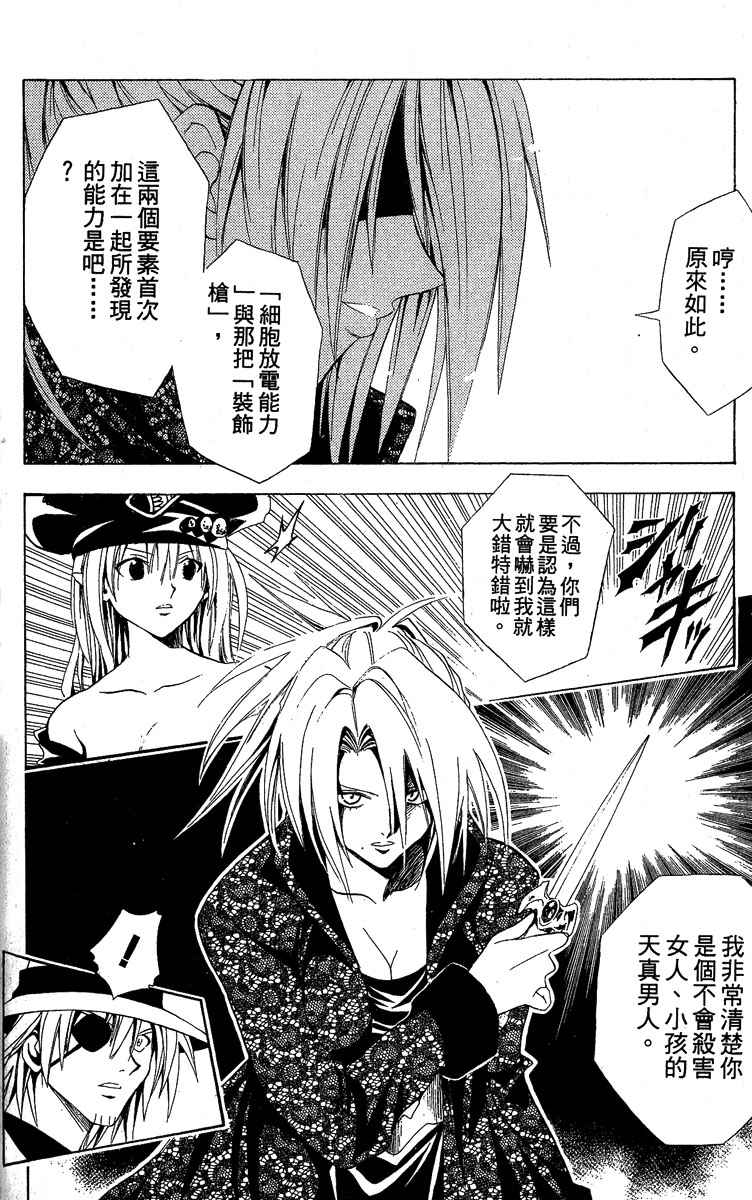 哼……
原來如此。
「細胞放電能力
」與那把「裝飾
槍」，
這兩個要素首次
加在一起所發現
的能力是吧……
？
ジャキッ
不過，你們
要是認為這樣
就會嚇到我就
大錯特錯啦。
我非常清楚你
是個不會殺害
女人、小孩的
天真男人。
！